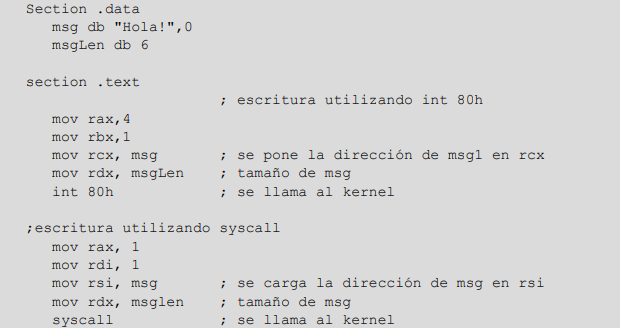 Section .data
msg db "Hola!",0
msgLen db 6
section .text
; escritura utilizando int 80h
mov rax,4
mov rbx,1
mov rcx, msg ; se pone la dirección de msg1 en rcx
mov rdx, msgLen ; tamaño de msg
int 80h ; se llama al kernel
;escritura utilizando syscall
mov rax, 1
mov rdi, 1
mov rsi, msg ; se carga la dirección de msg en rsi
mov rdx, msglen ; tamaño de msg
syscall ; se llama al kernel